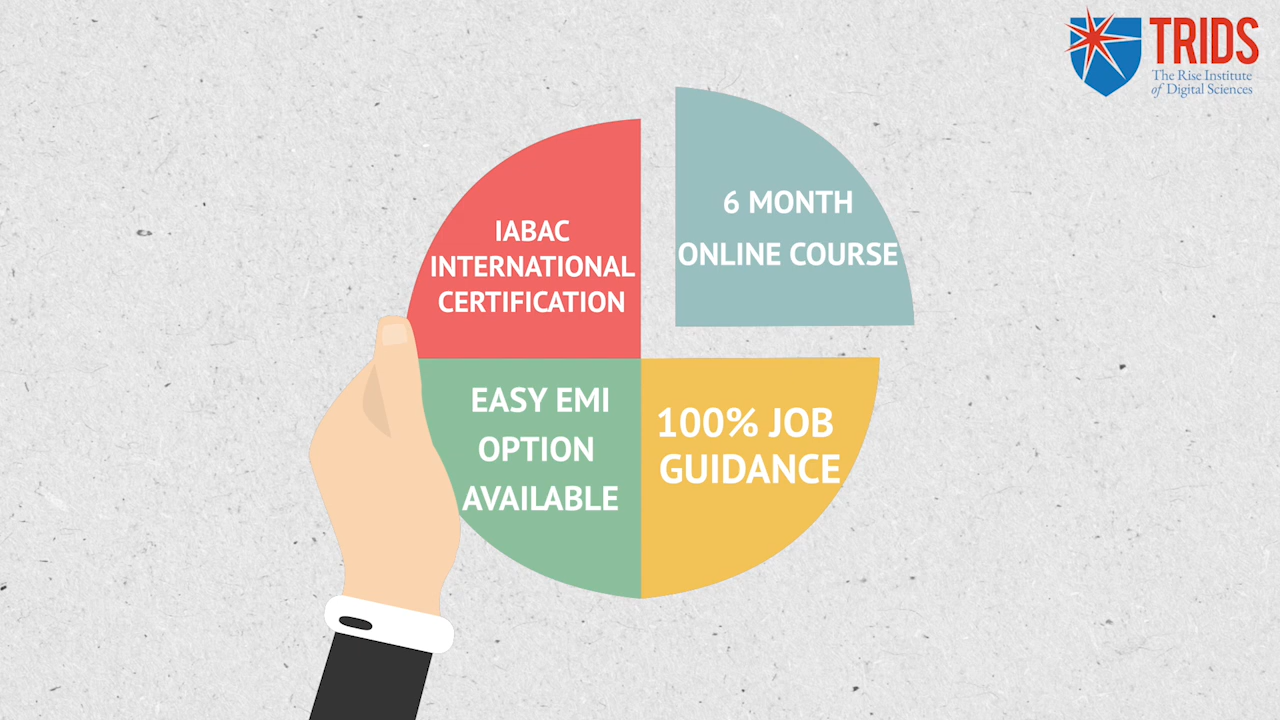 TRIDS
The Rise Institute
of Digital Sciences
IABAC
INTERNATIONAL
CERTIFICATION
6 MONTH
ONLINE COURSE
EASY EMI
OPTION
AVAILABLE
100% JOB
GUIDANCE